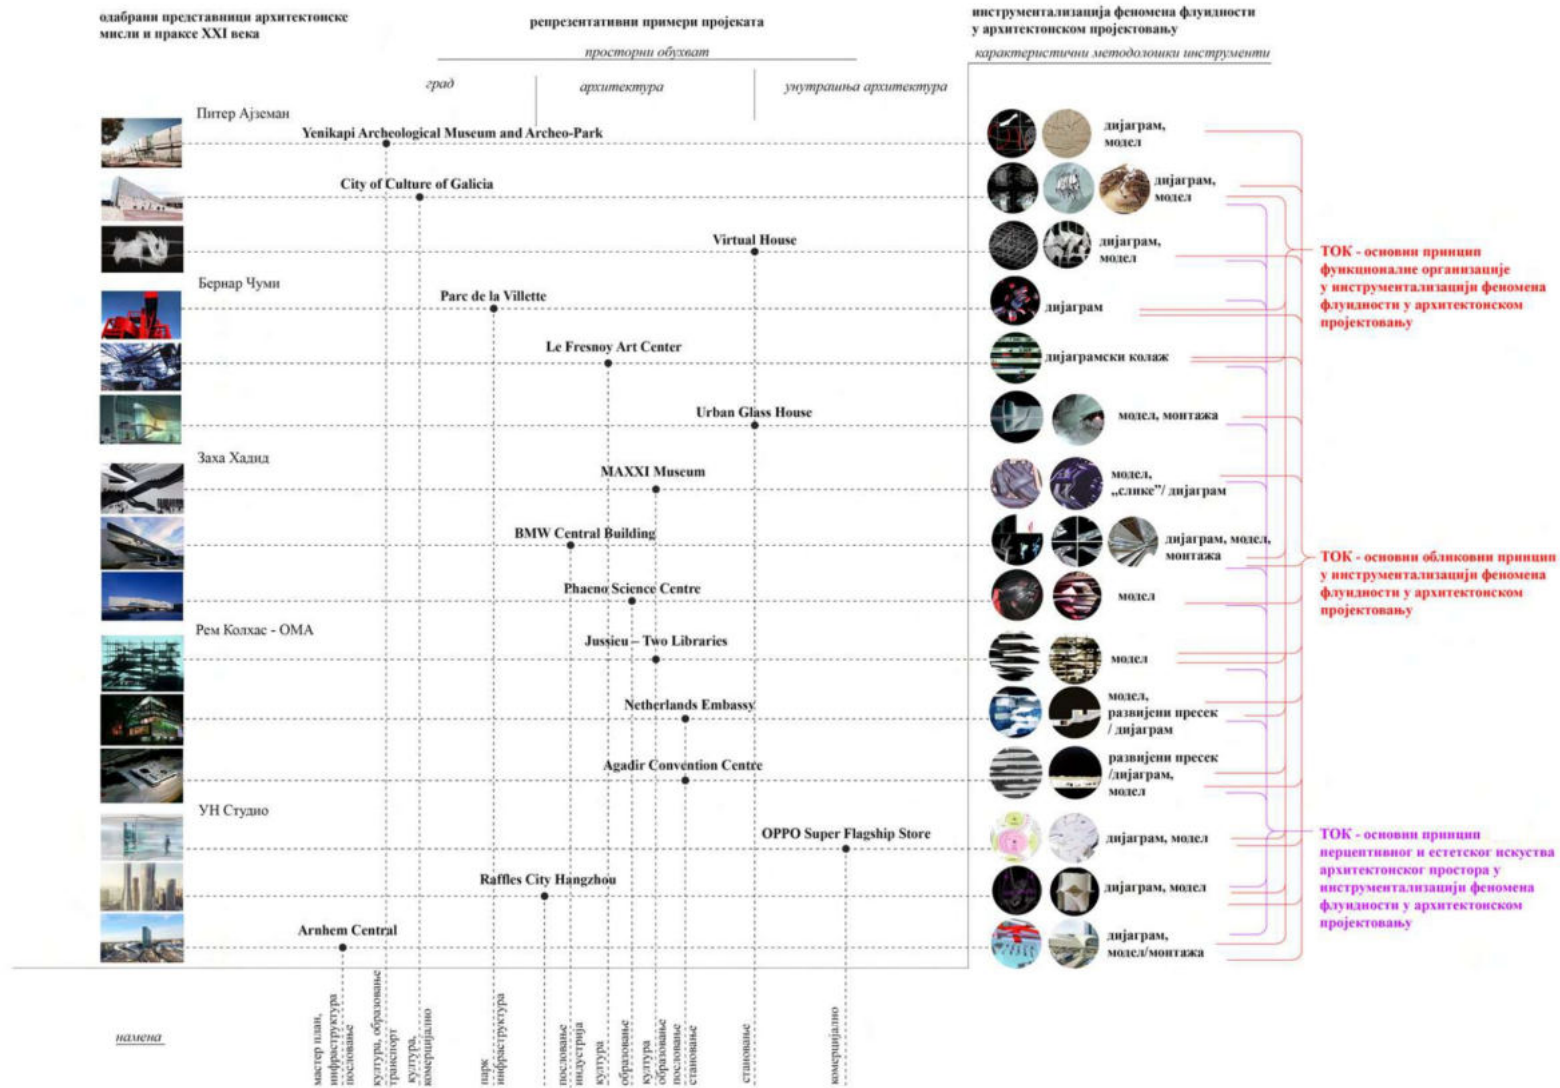 одабрани представници архитектонске
мисли и праксе XXI века
репрезентативни примери пројеката
инструментализација феномена флуидности
у архитектонском пројектовању
просторни обухват
карактеристични методолошки инструменти
град
архитектура
унутрашња архитектура
Питер Ајземан
Yenikapi Archeological Museum and Archeo-Park
дијаграм,
модел
City of Culture of Galicia
дијаграм,
модел
Virtual House
дијаграм,
модел
ТОК - основни принцип
функционалне организације
у инструментализацији феномена
флуидности у архитектонском
пројектовању
Бернар Чуми
Parc de la Villette
дијаграм
Le Fresnoy Art Center
дијаграмски колаж
Urban Glass House
модел, монтажа
Заха Хадид
MAXXI Museum
модел,
„слике”/ дијаграм
BMW Central Building
дијаграм, модел,
монтажа
ТОК - основни обликовни принцип
у инструментализацији феномена
флуидности у архитектонском
пројектовању
Phaeno Science Centre
модел
Рем Колхас - ОМА
Jussieu – Two Libraries
модел
Netherlands Embassy
модел,
развијени пресек
/ дијаграм
Agadir Convention Centre
развијени пресек
/дијаграм,
модел
УН Студио
OPPO Super Flagship Store
дијаграм, модел
ТОК - основни принцип
перцептивног и естетског искуства
архитектонског простора у
инструментализацији феномена
флуидности у архитектонском
пројектовању
Raffles City Hangzhou
дијаграм, модел
Arnhem Central
дијаграм,
модел/монтажа
намена
мастер план,
инфраструктура
пословање
култура, образовање
транспорт
култура,
комерцијално
парк
инфраструктура
пословање
индустрија
култура
образовање
култура
образовање
пословање
становање
становање
комерцијално